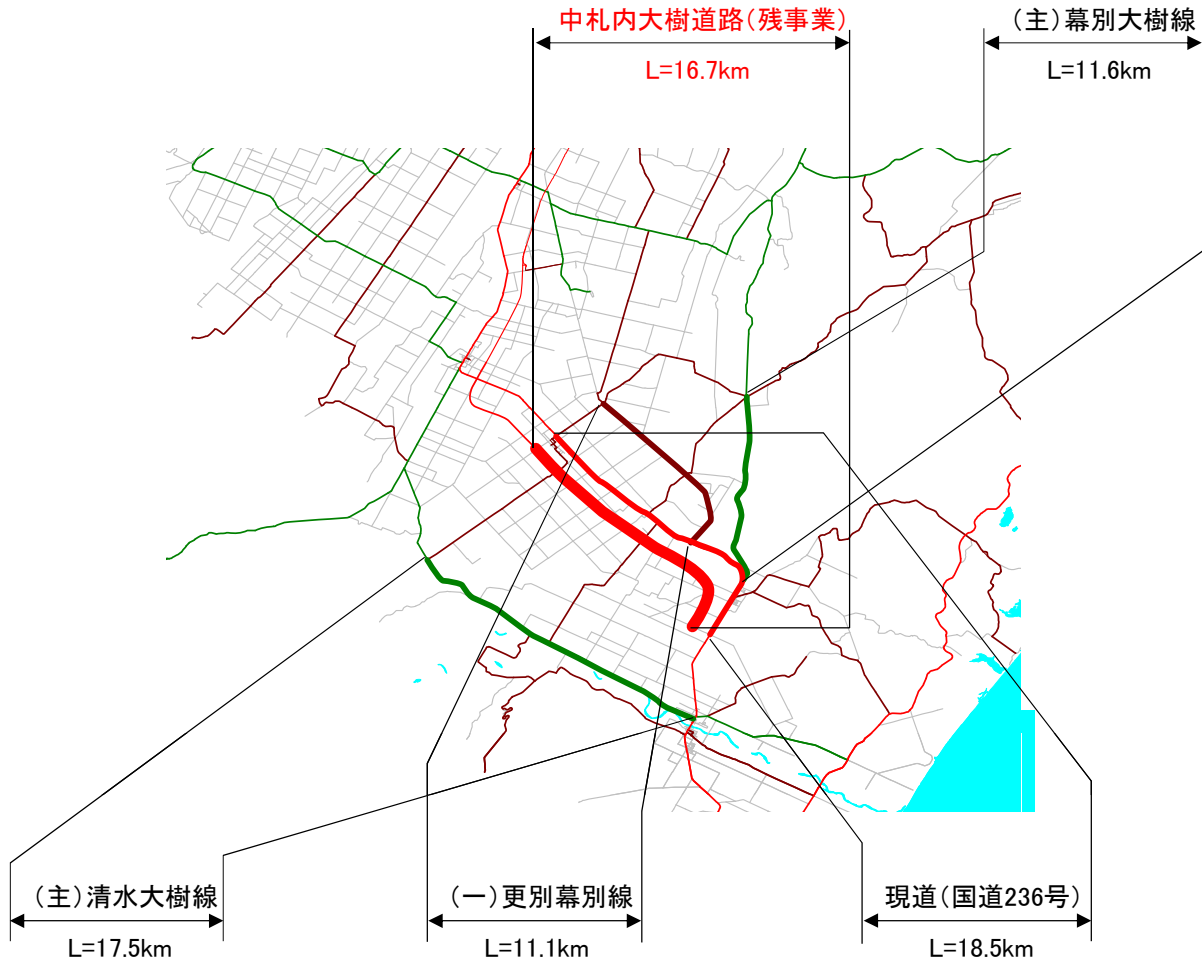 中札内大樹道路(残事業)
L=16.7km
(主)幕別大樹線
L=11.6km
(主)清水大樹線
L=17.5km
(一)更別幕別線
L=11.1km
現道(国道236号)
L=18.5km